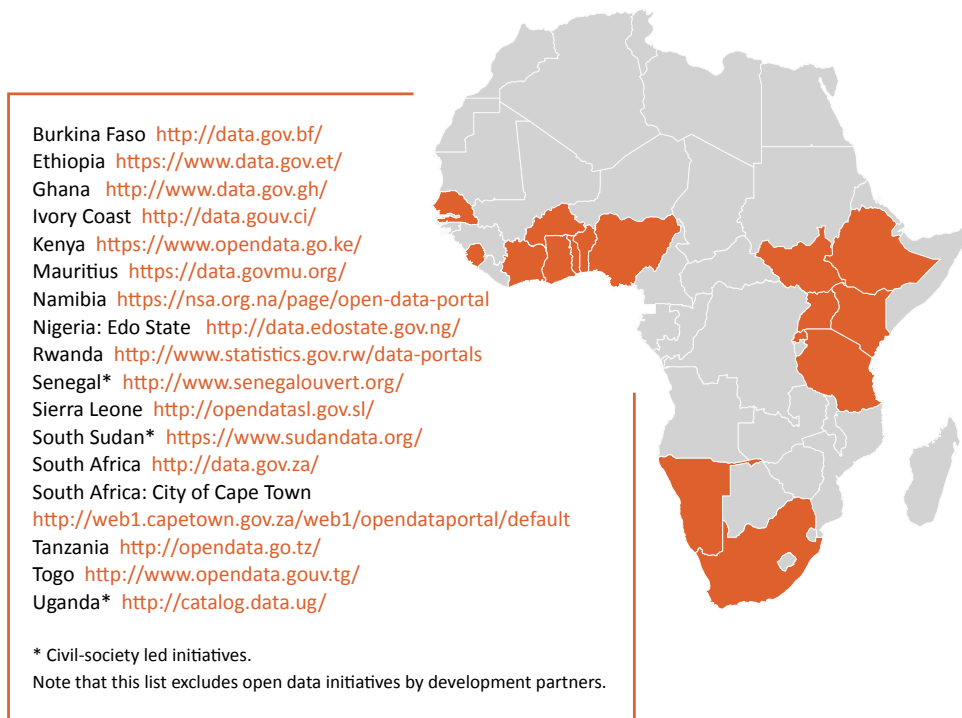 Burkina Faso http://data.gov.bf/
Ethiopia https://www.data.gov.et/
Ghana http://www.data.gov.gh/
Ivory Coast http://data.gouv.ci/
Kenya https://www.opendata.go.ke/
Mauritius https://data.govmu.org/
Namibia https://nsa.org.na/page/open-data-portal
Nigeria: Edo State http://data.edostate.gov.ng/
Rwanda http://www.statistics.gov.rw/data-portals
Senegal* http://www.senegalouvert.org/
Sierra Leone http://opendatasl.gov.sl/
South Sudan* https://www.sudandata.org/
South Africa http://data.gov.za/
South Africa: City of Cape Town
http://web1.capetown.gov.za/web1/opendataportal/default
Tanzania http://opendata.go.tz/
Togo http://www.opendata.gouv.tg/
Uganda* http://catalog.data.ug/
* Civil-society led initiatives.
Note that this list excludes open data initiatives by development partners.